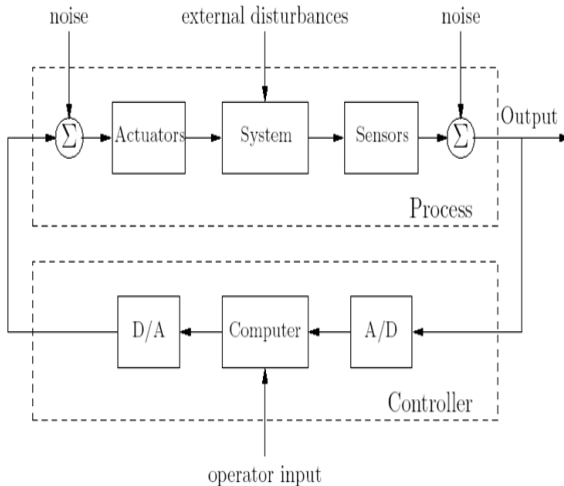 noise
external disturbances
noise
Output
Σ
Actuators
System
Sensors
Σ
Process
D/A
Computer
A/D
Controller
operator input